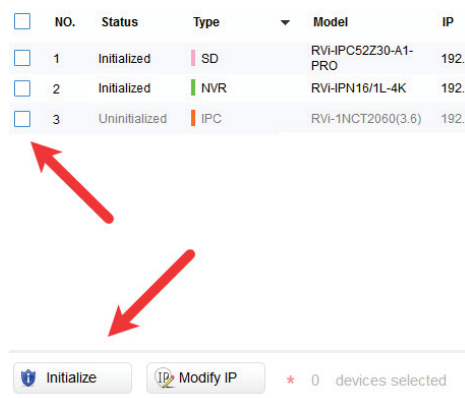 NO. Status Type Model IP
1 Initialized SD RVi-IPC52Z30-A1-PRO 192.
2 Initialized NVR RVi-IPN16/1L-4K 192.
3 Uninitialized IPC RVi-1NCT2060(3.6) 192.
Initialize IP Modify IP * 0 devices selected